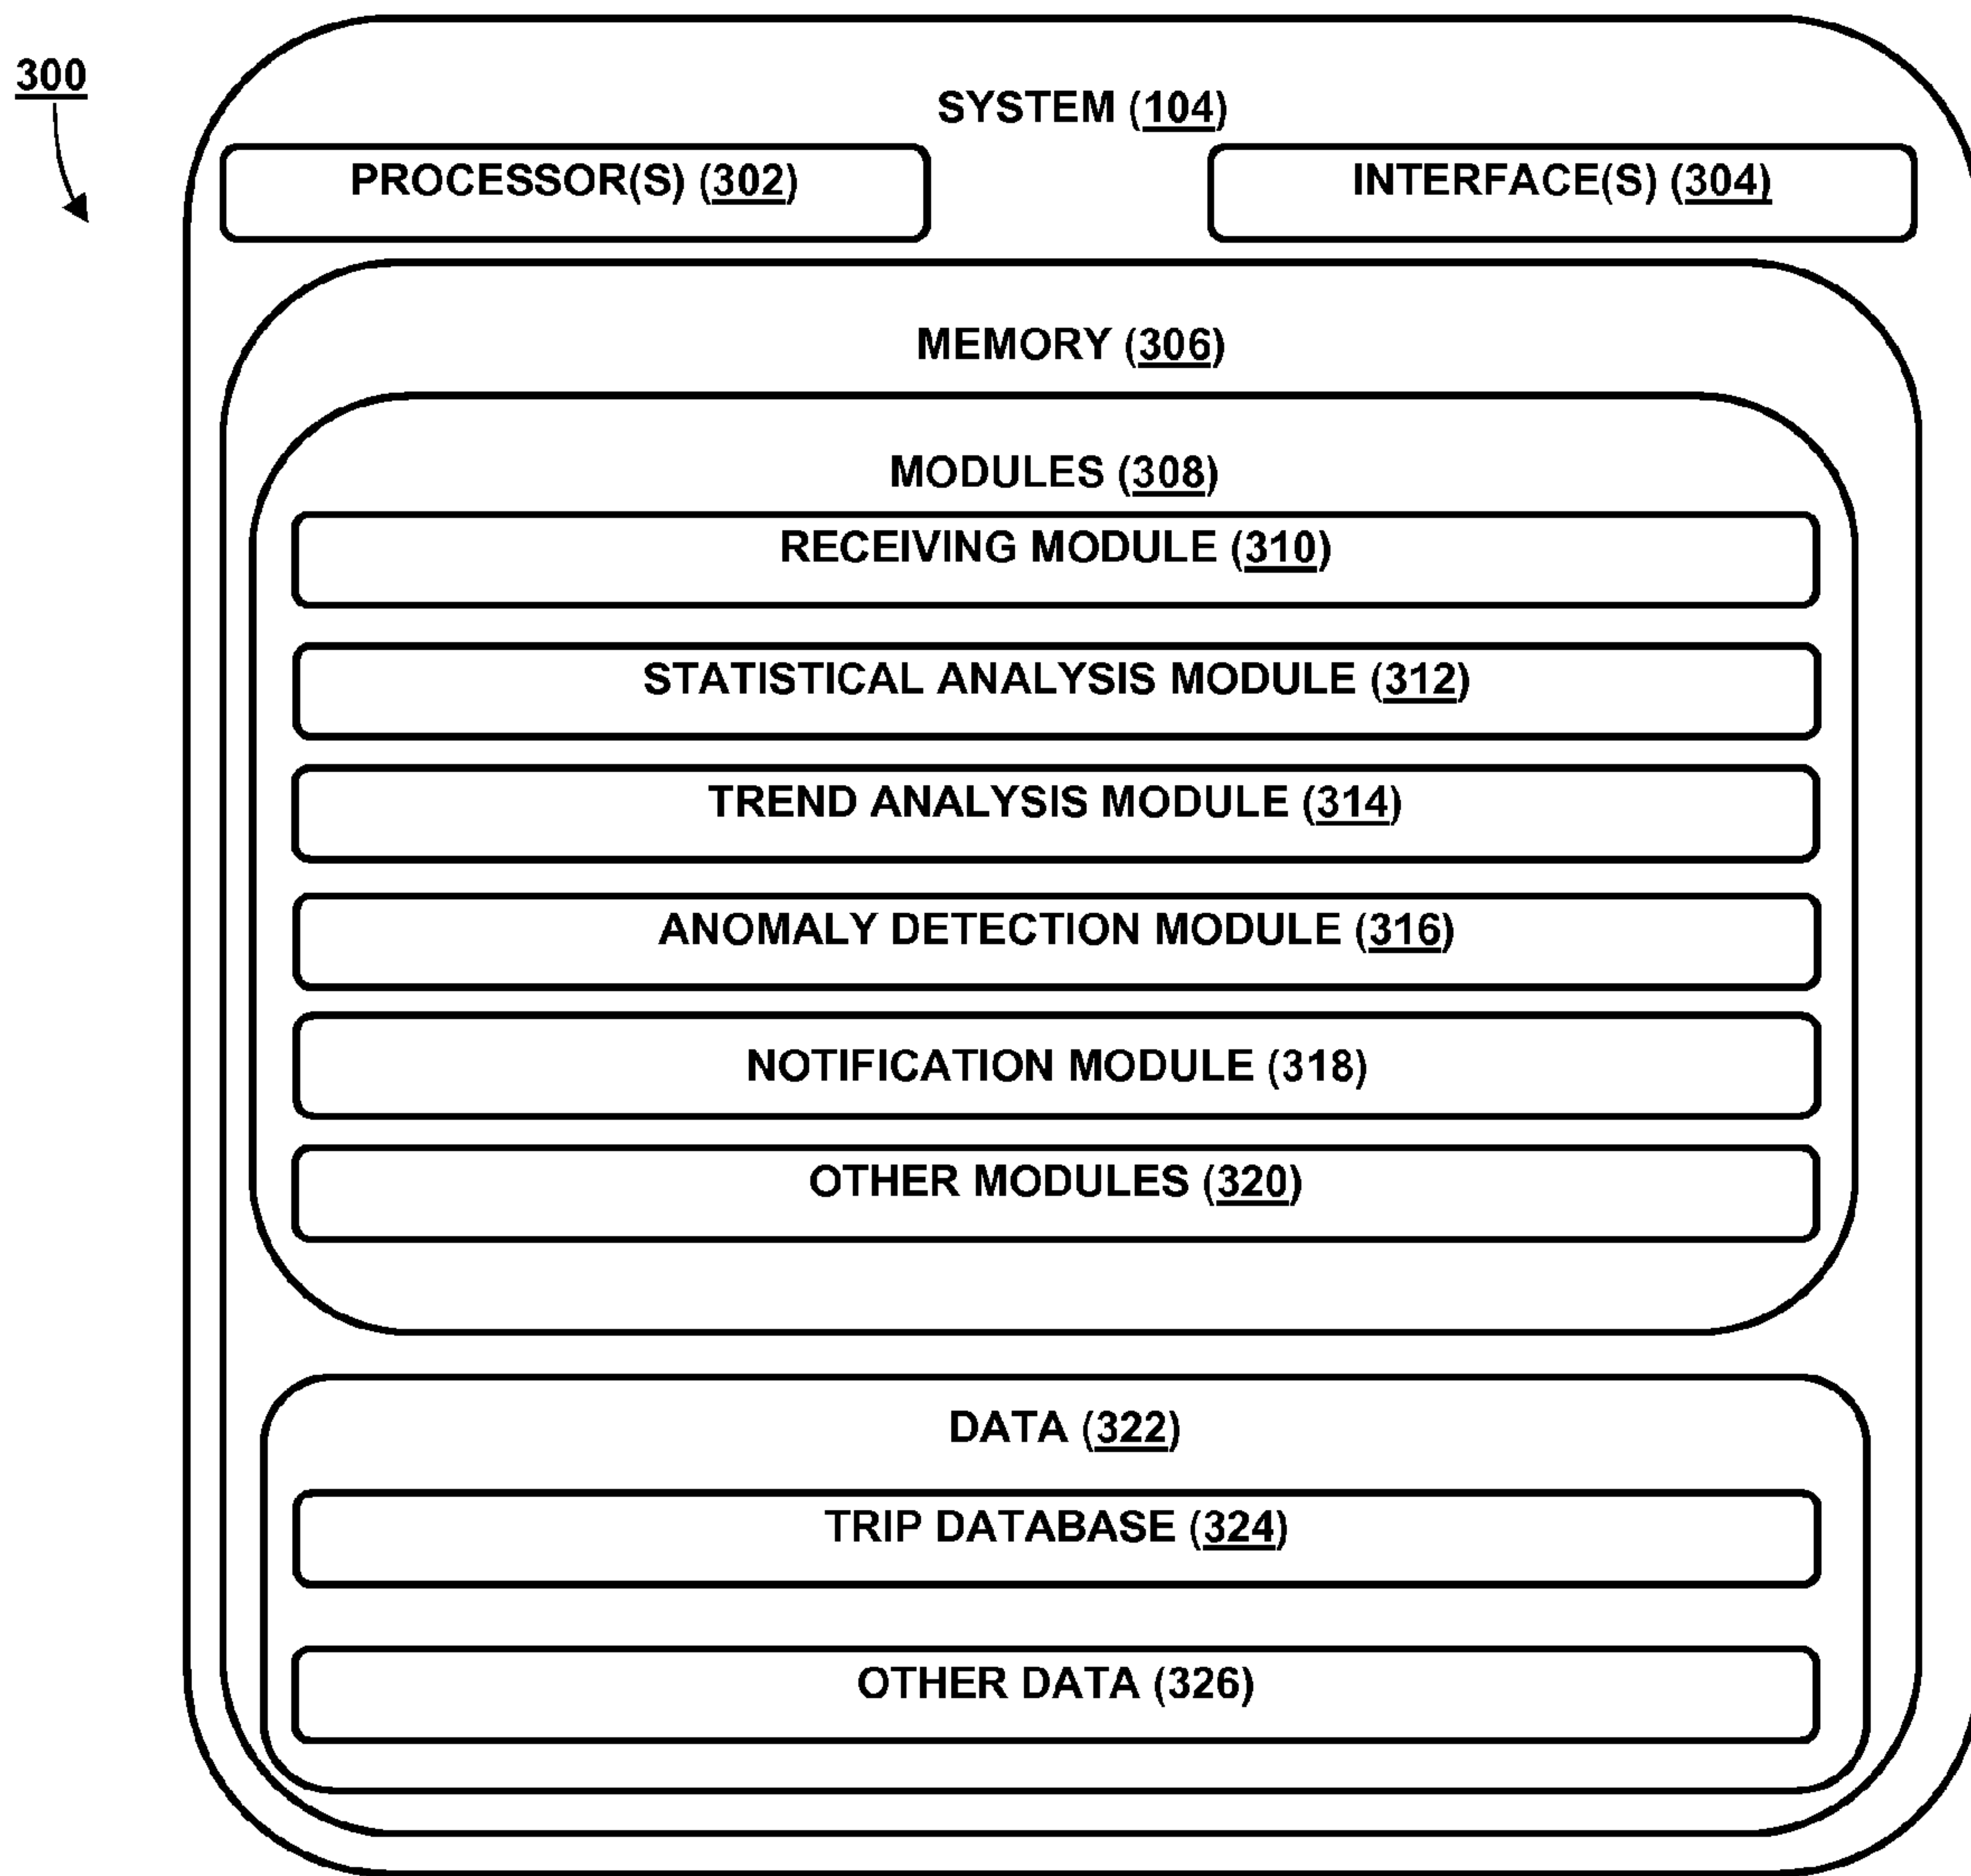 300
SYSTEM (104)
PROCESSOR(S) (302)
INTERFACE(S) (304)
MEMORY (306)
MODULES (308)
RECEIVING MODULE (310)
STATISTICAL ANALYSIS MODULE (312)
TREND ANALYSIS MODULE (314)
ANOMALY DETECTION MODULE (316)
NOTIFICATION MODULE (318)
OTHER MODULES (320)
DATA (322)
TRIP DATABASE (324)
OTHER DATA (326)